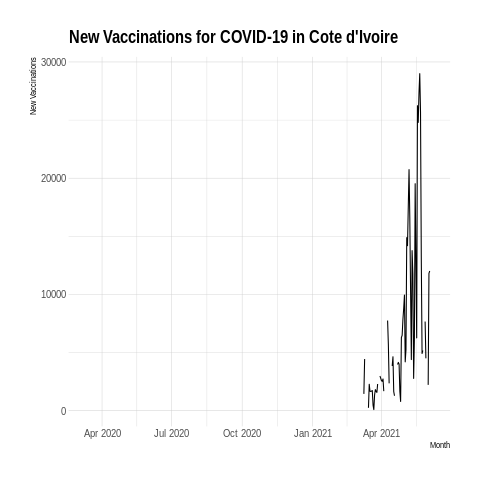 New Vaccinations for COVID-19 in Cote d'Ivoire
New Vaccinations
30000
20000
10000
0
Apr 2020 Jul 2020 Oct 2020 Jan 2021 Apr 2021
Month